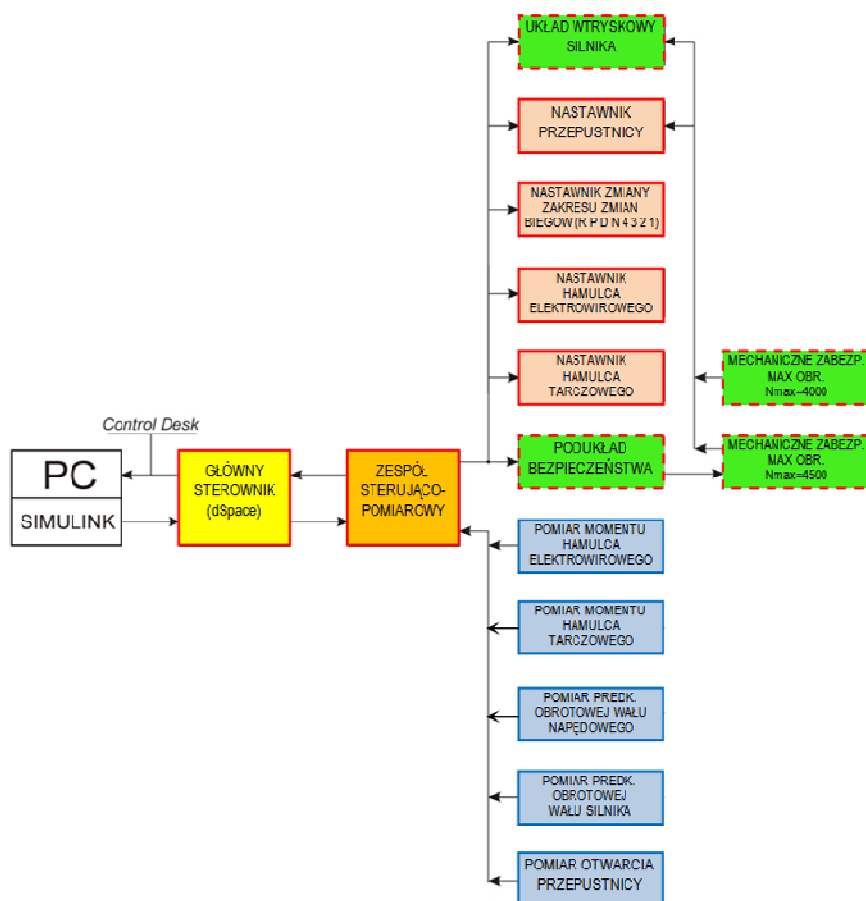 UKŁAD WTRYSKOWY
SILNIKA
NASTAWNIK
PRZEPUSTNICY
NASTAWNIK ZMIANY
ZAKRESU ZMIAN
BIEGÓW (R P D N 4 3 2 1)
NASTAWNIK
HAMULCA
ELEKTROWIROWEGO
NASTAWNIK
HAMULCA
TARCZOWEGO
MECHANICZNE ZABEZP.
MAX OBR.
Nmax=4000
Control Desk
PC
SIMULINK
GŁÓWNY
STEROWNIK
(dSpace)
ZESPÓŁ
STERUJĄCO-
POMIAROWY
PODUKŁAD
BEZPIECZEŃSTWA
MECHANICZNE ZABEZP.
MAX OBR.
Nmax=4500
POMIAR MOMENTU
HAMULCA
ELEKTROWIROWEGO
POMIAR MOMENTU
HAMULCA
TARCZOWEGO
POMIAR PREDK.
OBROTOWEJ WAŁU
NAPĘDOWEGO
POMIAR PREDK.
OBROTOWEJ
WAŁU SILNIKA
POMIAR OTWARCIA
PRZEPUSTNICY